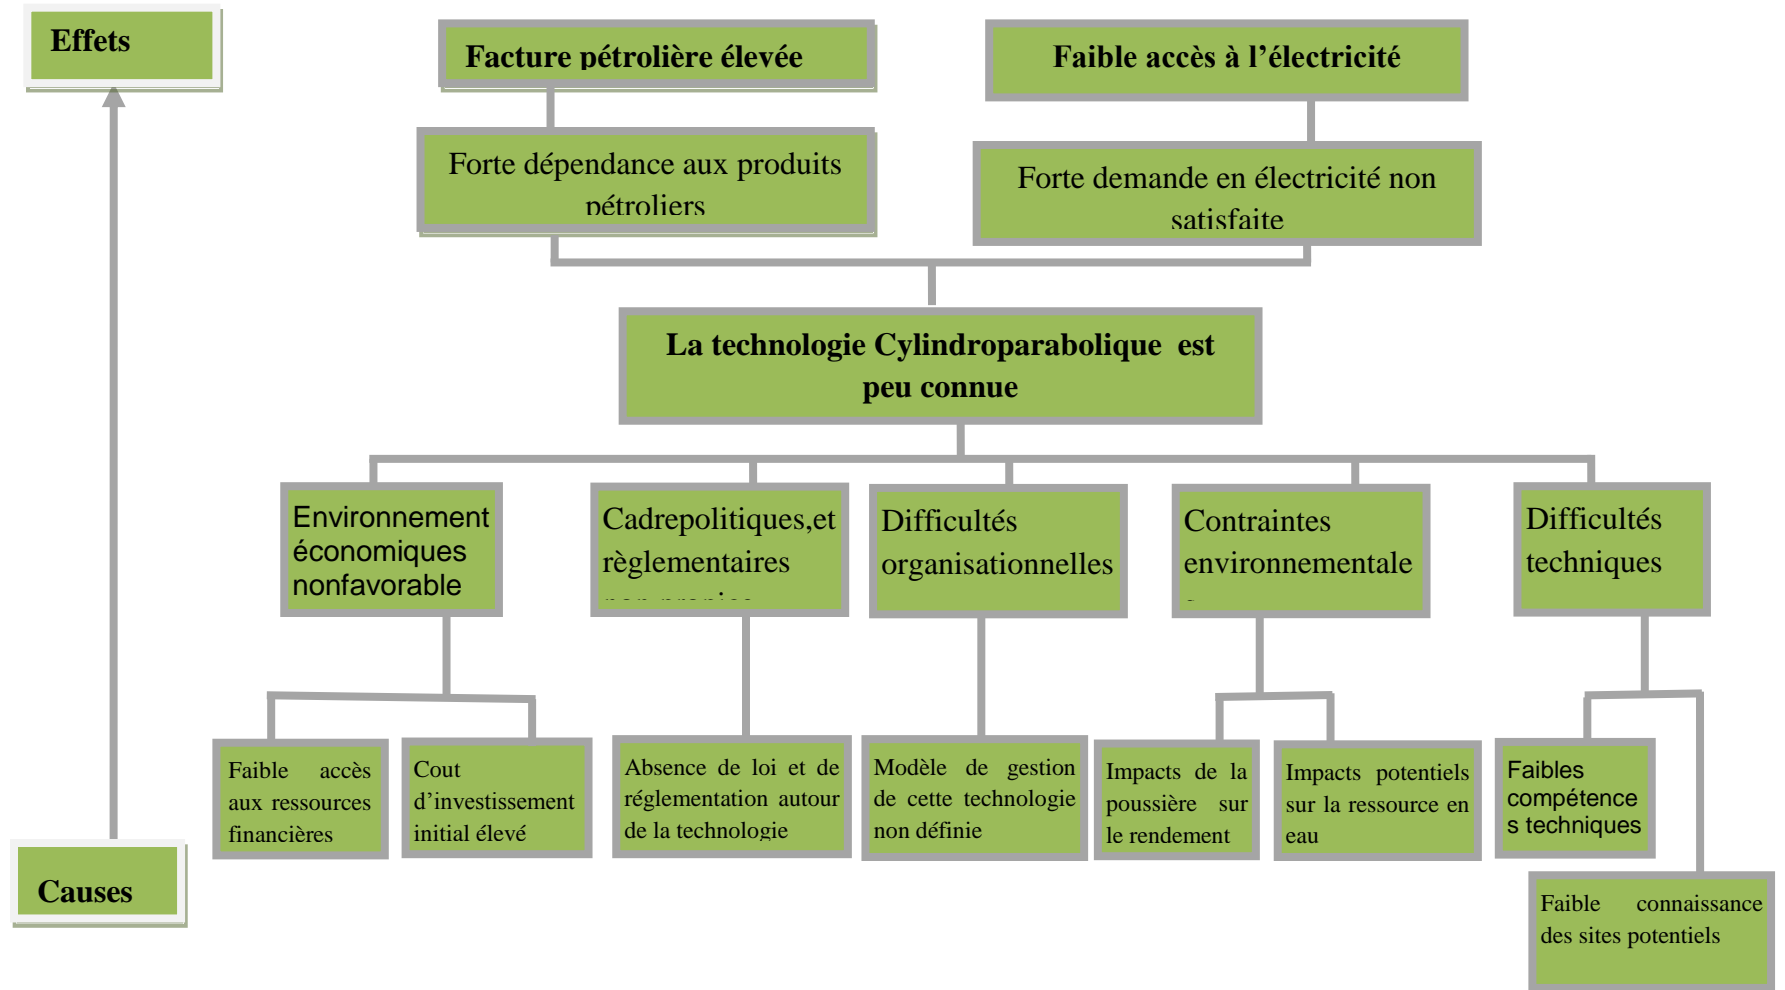 Effets
Facture pétrolière élevée
Faible accès à l’électricité
Forte dépendance aux produits
pétroliers
Forte demande en électricité non
satisfaite
La technologie Cylindroparabolique est
peu connue
Environnement
économiques
nonfavorable
Cadrepolitiques,et
règlementaires
Difficultés
organisationnelles
Contraintes
environnementale
s
Difficultés
techniques
Faible accès
aux ressources
financières
Cout
d’investissement
initial élevé
Absence de loi et de
réglementation autour
de la technologie
Modèle de gestion
de cette technologie
non définie
Impacts de la
poussière sur
le rendement
Impacts potentiels
sur la ressource en
eau
Faibles
compétence
s techniques
Causes
Faible connaissance
des sites potentiels